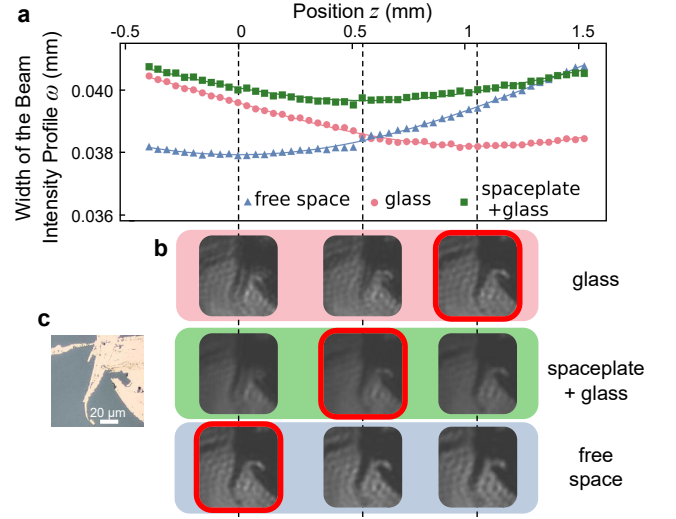 a
Position z (mm)
-0.5 0 0.5 1 1.5
Width of the Beam
Intensity Profile ω (mm)
0.040
0.038
0.036
free space glass spaceplate
+glass
b
glass
c
20 μm
spaceplate
+ glass
free
space